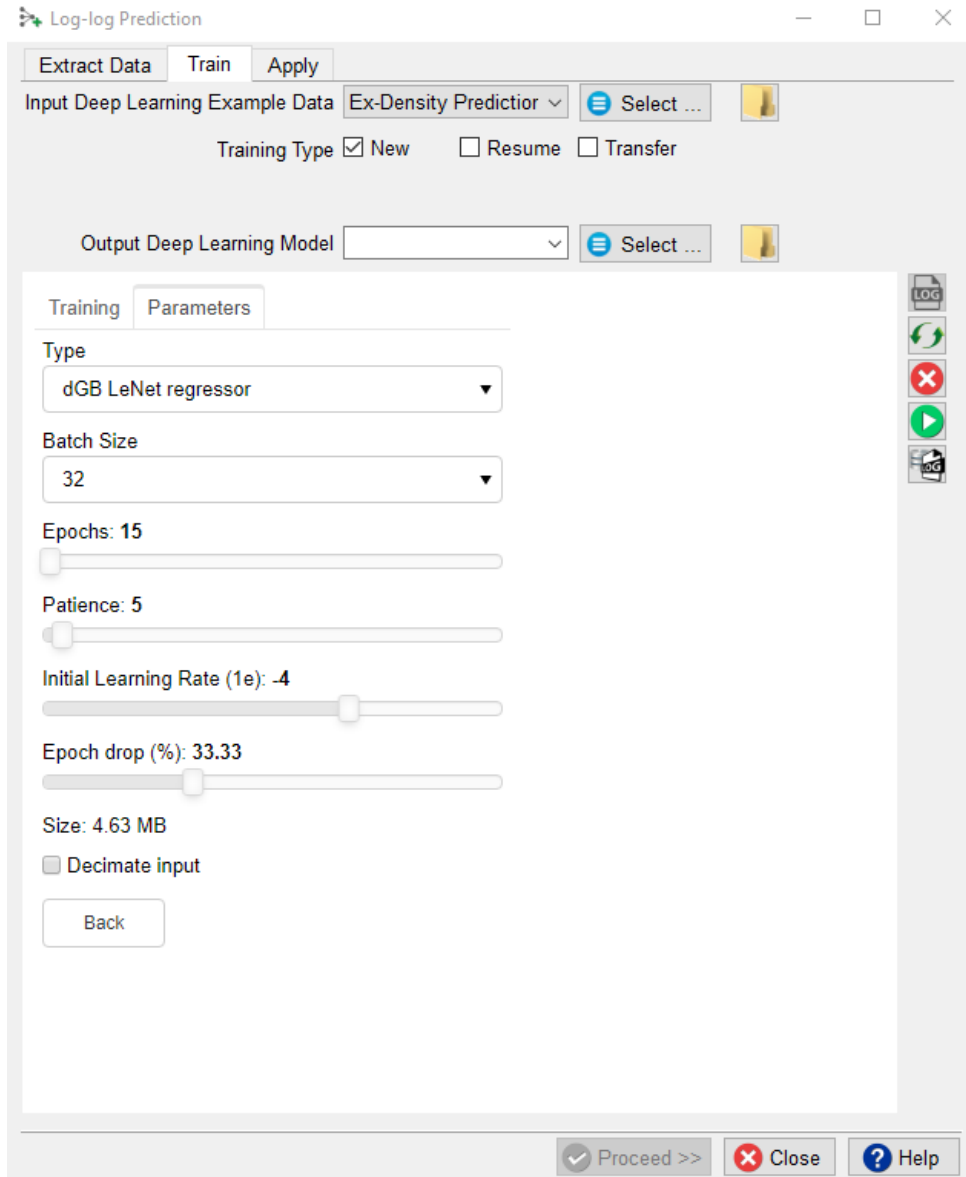 Log-log Prediction
Extract Data Train Apply
Input Deep Learning Example Data Ex-Density Prediction Select ...
Training Type New Resume Transfer
Output Deep Learning Model Select ...
Training Parameters
LOG
Type
dGB LeNet regressor
Batch Size
32
LOG
Epochs: 15
Patience: 5
Initial Learning Rate (1e): -4
Epoch drop (%): 33.33
Size: 4.63 MB
Decimate input
Back
Proceed >> Close Help